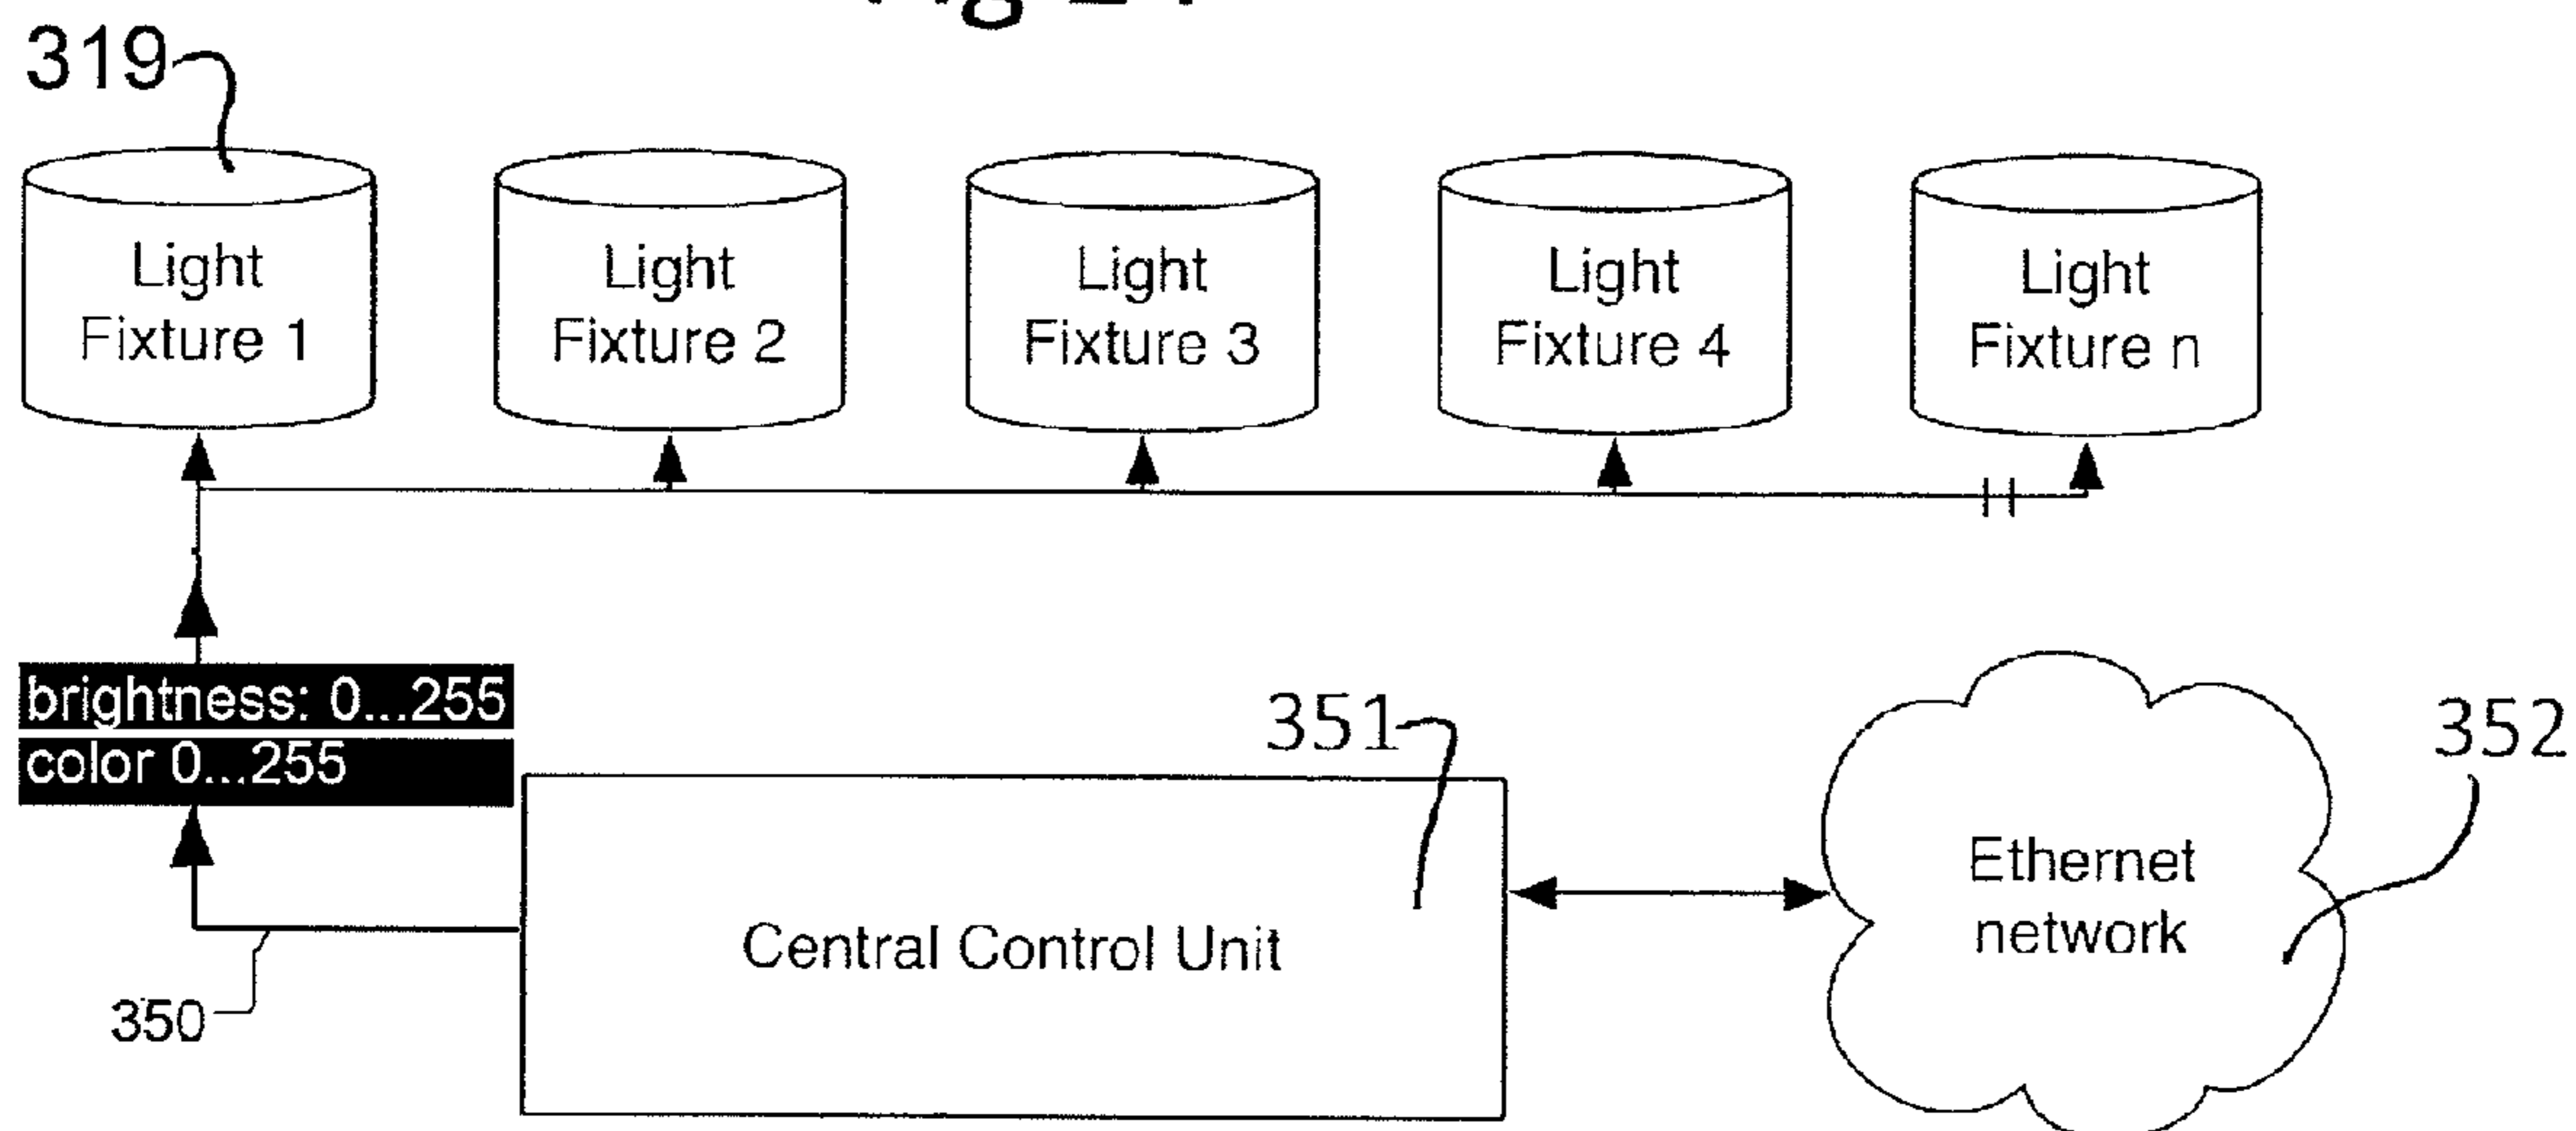 319
Light
Fixture 1
Light
Fixture 2
Light
Fixture 3
Light
Fixture 4
Light
Fixture n
brightness: 0...255
color 0...255
351
352
Central Control Unit
Ethernet
network
350